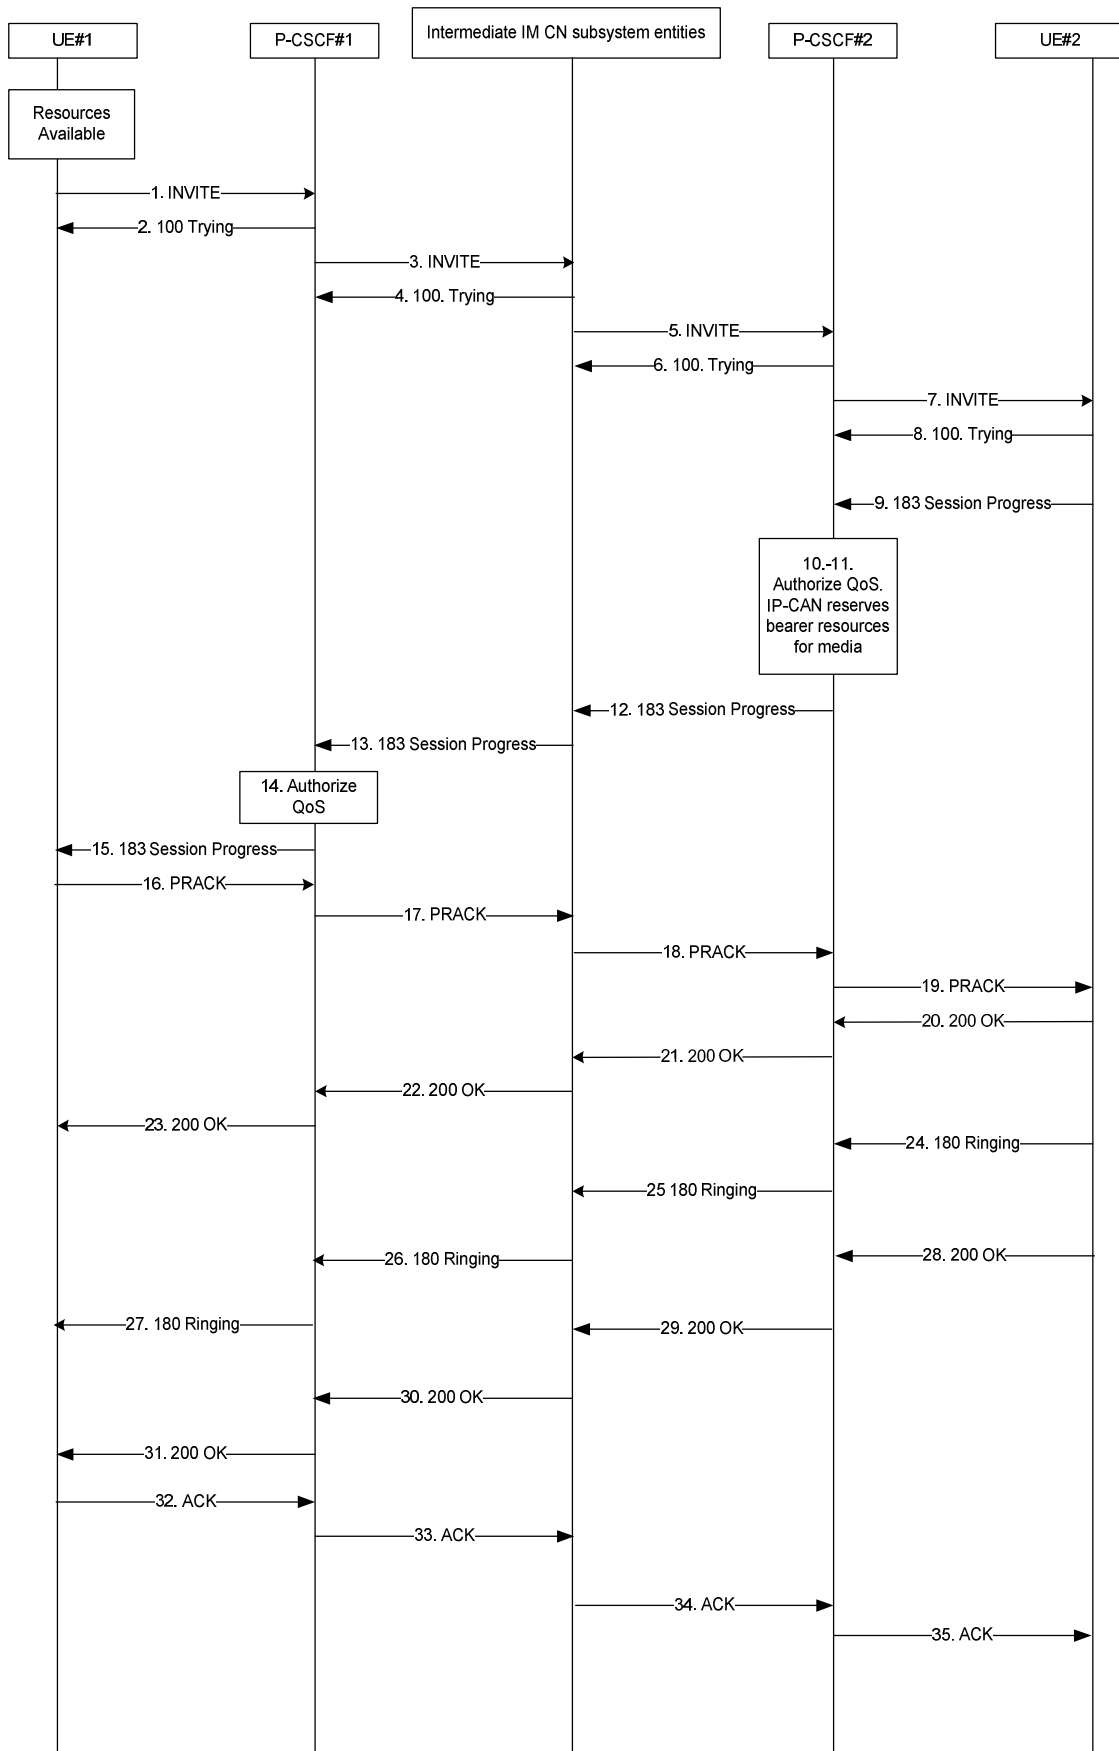 UE#1
P-CSCF#1
Intermediate IM CN subsystem entities
P-CSCF#2
UE#2
Resources
Available
1. INVITE
2. 100 Trying
3. INVITE
4. 100. Trying
5. INVITE
6. 100. Trying
7. INVITE
8. 100. Trying
9. 183 Session Progress
10.-11.
Authorize QoS.
IP-CAN reserves
bearer resources
for media
12. 183 Session Progress
13. 183 Session Progress
14. Authorize
QoS
15. 183 Session Progress
16. PRACK
17. PRACK
18. PRACK
19. PRACK
20. 200 OK
21. 200 OK
22. 200 OK
23. 200 OK
24. 180 Ringing
25 180 Ringing
26. 180 Ringing
28. 200 OK
27. 180 Ringing
29. 200 OK
30. 200 OK
31. 200 OK
32. ACK
33. ACK
34. ACK
35. ACK